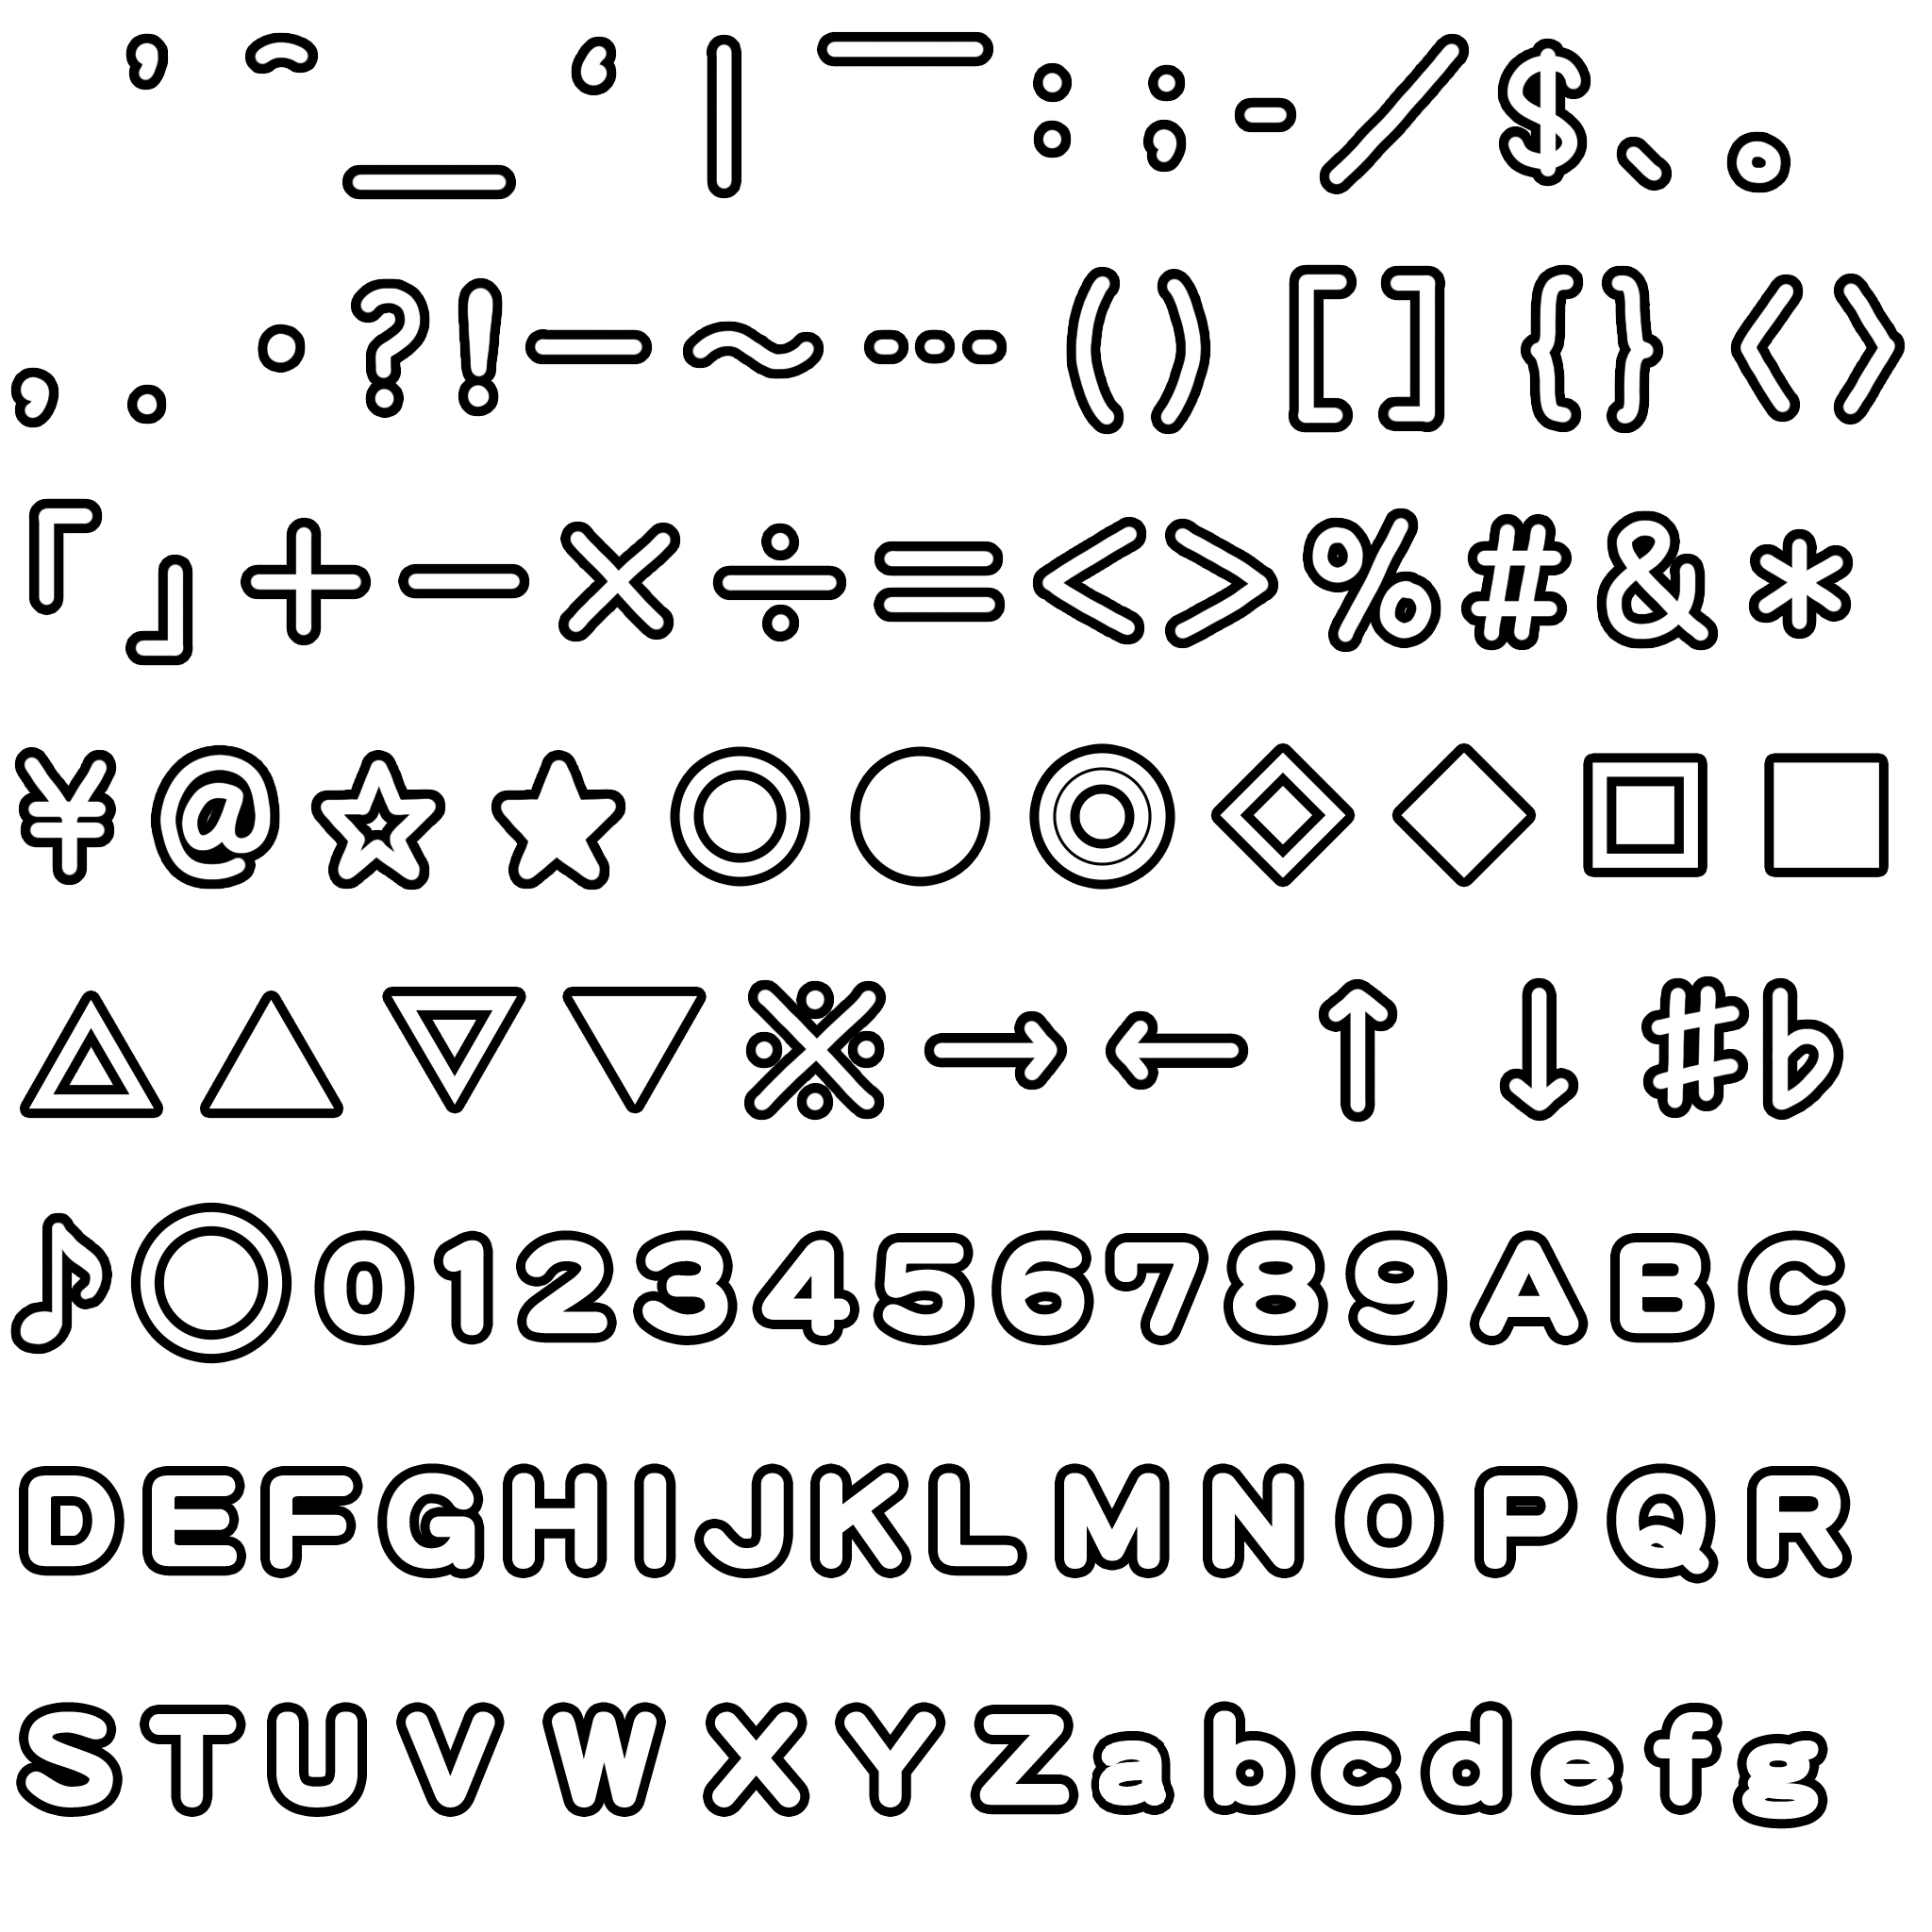 ' ~ _ ` | ‾ : ; - / $ 、 。
, . ・ ? ! — ~ … ( ) [ ] { } 〈 〉
「 」 + − × ÷ = < > % # & *
¥ @ ★ ☆ ● ○ ◎ ◆ ◇ ■ □
▲ △ ▼ ▽ ※ → ← ↑ ↓ ♯ ♭
♪ ◯ 0 1 2 3 4 5 6 7 8 9 A B C
D E F G H I J K L M N O P Q R
S T U V W X Y Z a b c d e f g